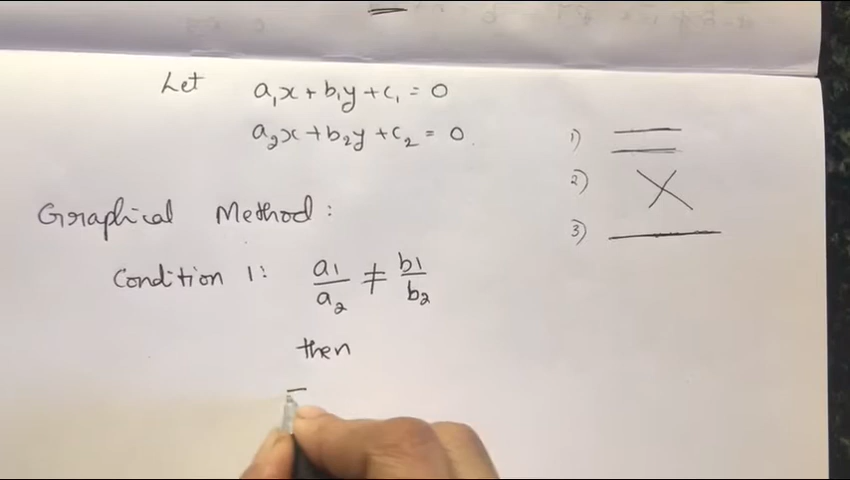 Let a₁x + b₁y + c₁ = 0
a₂x + b₂y + c₂ = 0.
1)
2)
3)
Graphical Method:
Condition 1: a₁/a₂ ≠ b₁/b₂
then